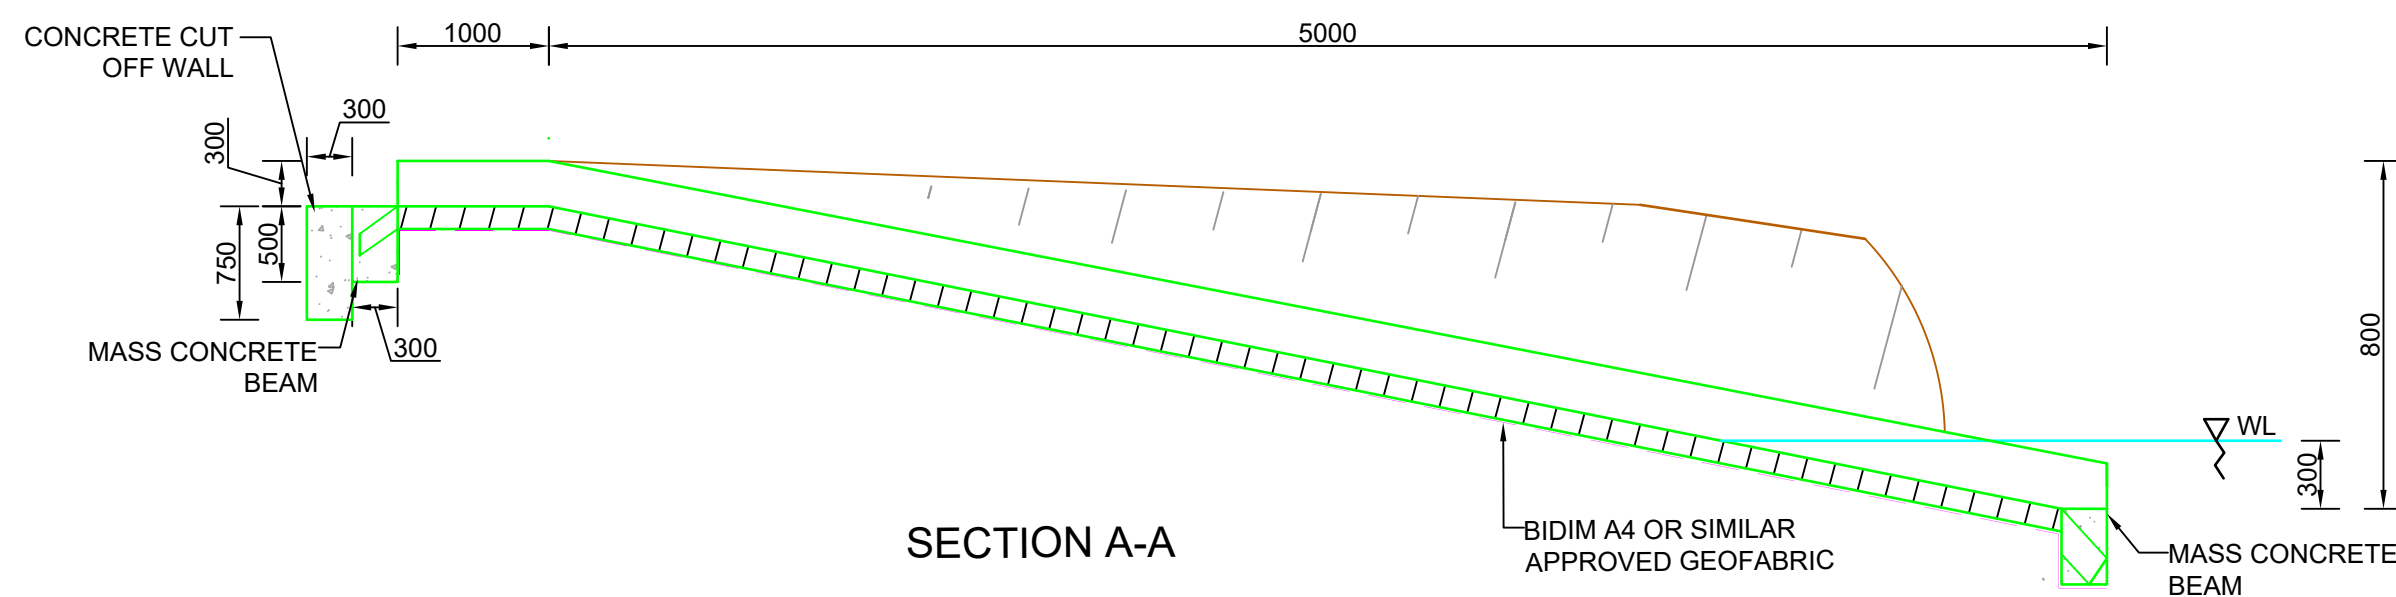 CONCRETE CUT
OFF WALL
1000
5000
300
300
750
500
300
MASS CONCRETE
BEAM
800
WL
300
SECTION A-A
BIDIM A4 OR SIMILAR
APPROVED GEOFABRIC
MASS CONCRETE
BEAM